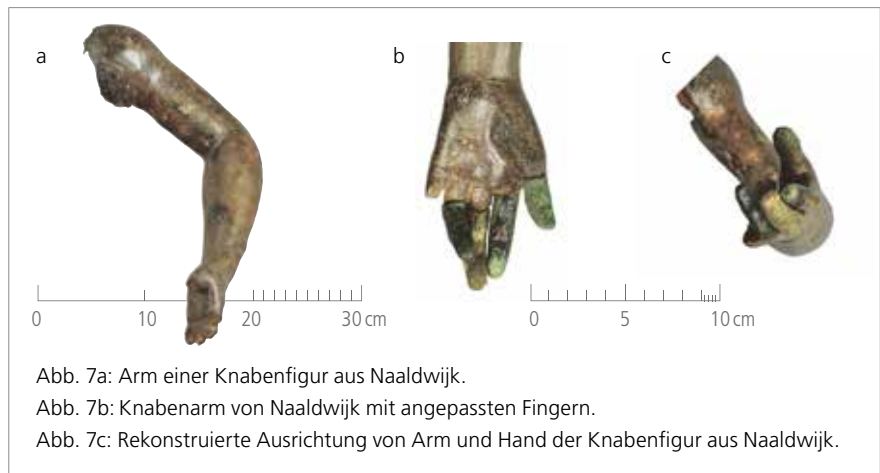 a
b
c
0 10 20 30 cm
0 5 10 cm
Abb. 7a: Arm einer Knabenfigur aus Naaldwijk.
Abb. 7b: Knabenarm von Naaldwijk mit angepassten Fingern.
Abb. 7c: Rekonstruierte Ausrichtung von Arm und Hand der Knabenfigur aus Naaldwijk.